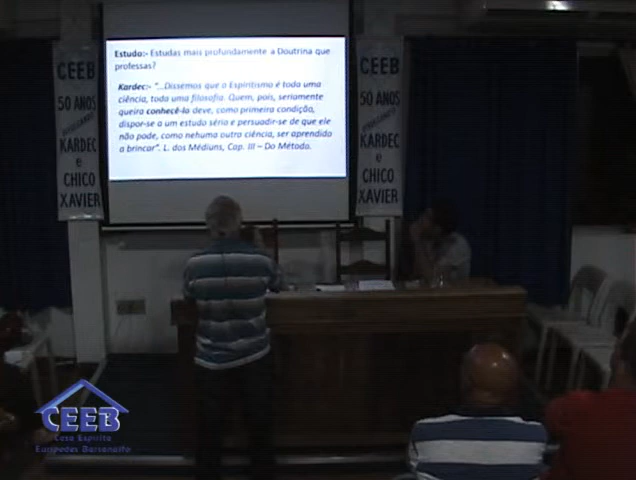 Estudo:- Estudas mais profundamente a Doutrina que
professas?
Kardec:- "...Dissemos que o Espiritismo é toda uma
ciência, toda uma filosofia. Quem, pois, seriamente
queira conhecê-lo deve, como primeira condição,
dispor-se a um estudo sério e persuadir-se de que ele
não pode, como nehuma outra ciência, ser aprendido
a brincar". L. dos Médiuns, Cap. III – Do Método.
CEEB
50 ANOS
KARDEC
e
CHICO
XAVIER
CEEB
50 ANOS
KARDEC
e
CHICO
XAVIER
CEEB
Casa Espírita
Eurípedes Barsanulfo